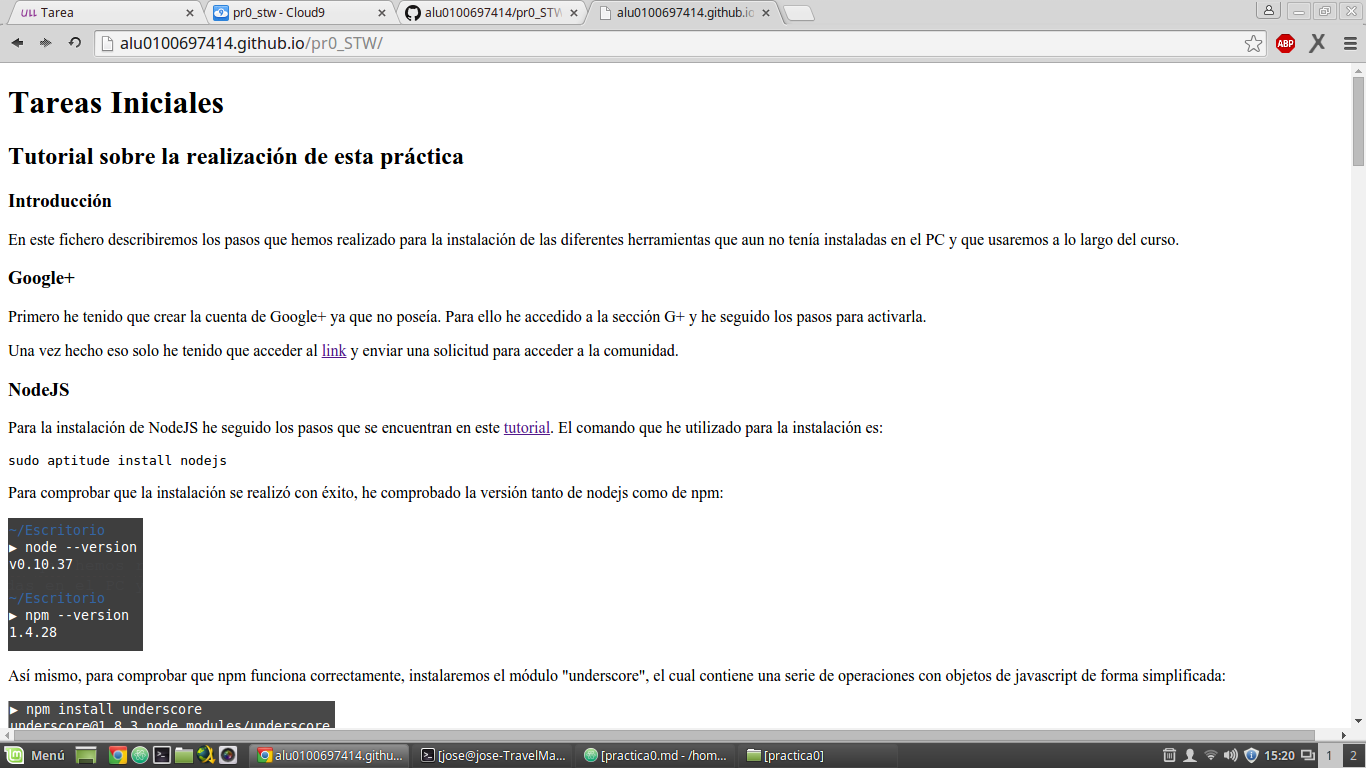 Tarea
pr0_stw - Cloud9
alu0100697414/pr0_STW
alu0100697414.github.io
alu0100697414.github.io/pr0_STW/
ABP
Tareas Iniciales
Tutorial sobre la realización de esta práctica
Introducción
En este fichero describiremos los pasos que hemos realizado para la instalación de las diferentes herramientas que aun no tenía instaladas en el PC y que usaremos a lo largo del curso.
Google+
Primero he tenido que crear la cuenta de Google+ ya que no poseía. Para ello he accedido a la sección G+ y he seguido los pasos para activarla.
Una vez hecho eso solo he tenido que acceder al link y enviar una solicitud para acceder a la comunidad.
NodeJS
Para la instalación de NodeJS he seguido los pasos que se encuentran en este tutorial. El comando que he utilizado para la instalación es:
sudo aptitude install nodejs
Para comprobar que la instalación se realizó con éxito, he comprobado la versión tanto de nodejs como de npm:
~/Escritorio
▶ node --version
v0.10.37
~/Escritorio
▶ npm --version
1.4.28
Así mismo, para comprobar que npm funciona correctamente, instalaremos el módulo "underscore", el cual contiene una serie de operaciones con objetos de javascript de forma simplificada:
▶ npm install underscore
underscore@1.8.3 node_modules/underscore
Menú
alu0100697414.githu...
[jose@jose-TravelMa...
[practica0.md - /hom...
[practica0]
15:20
1
2